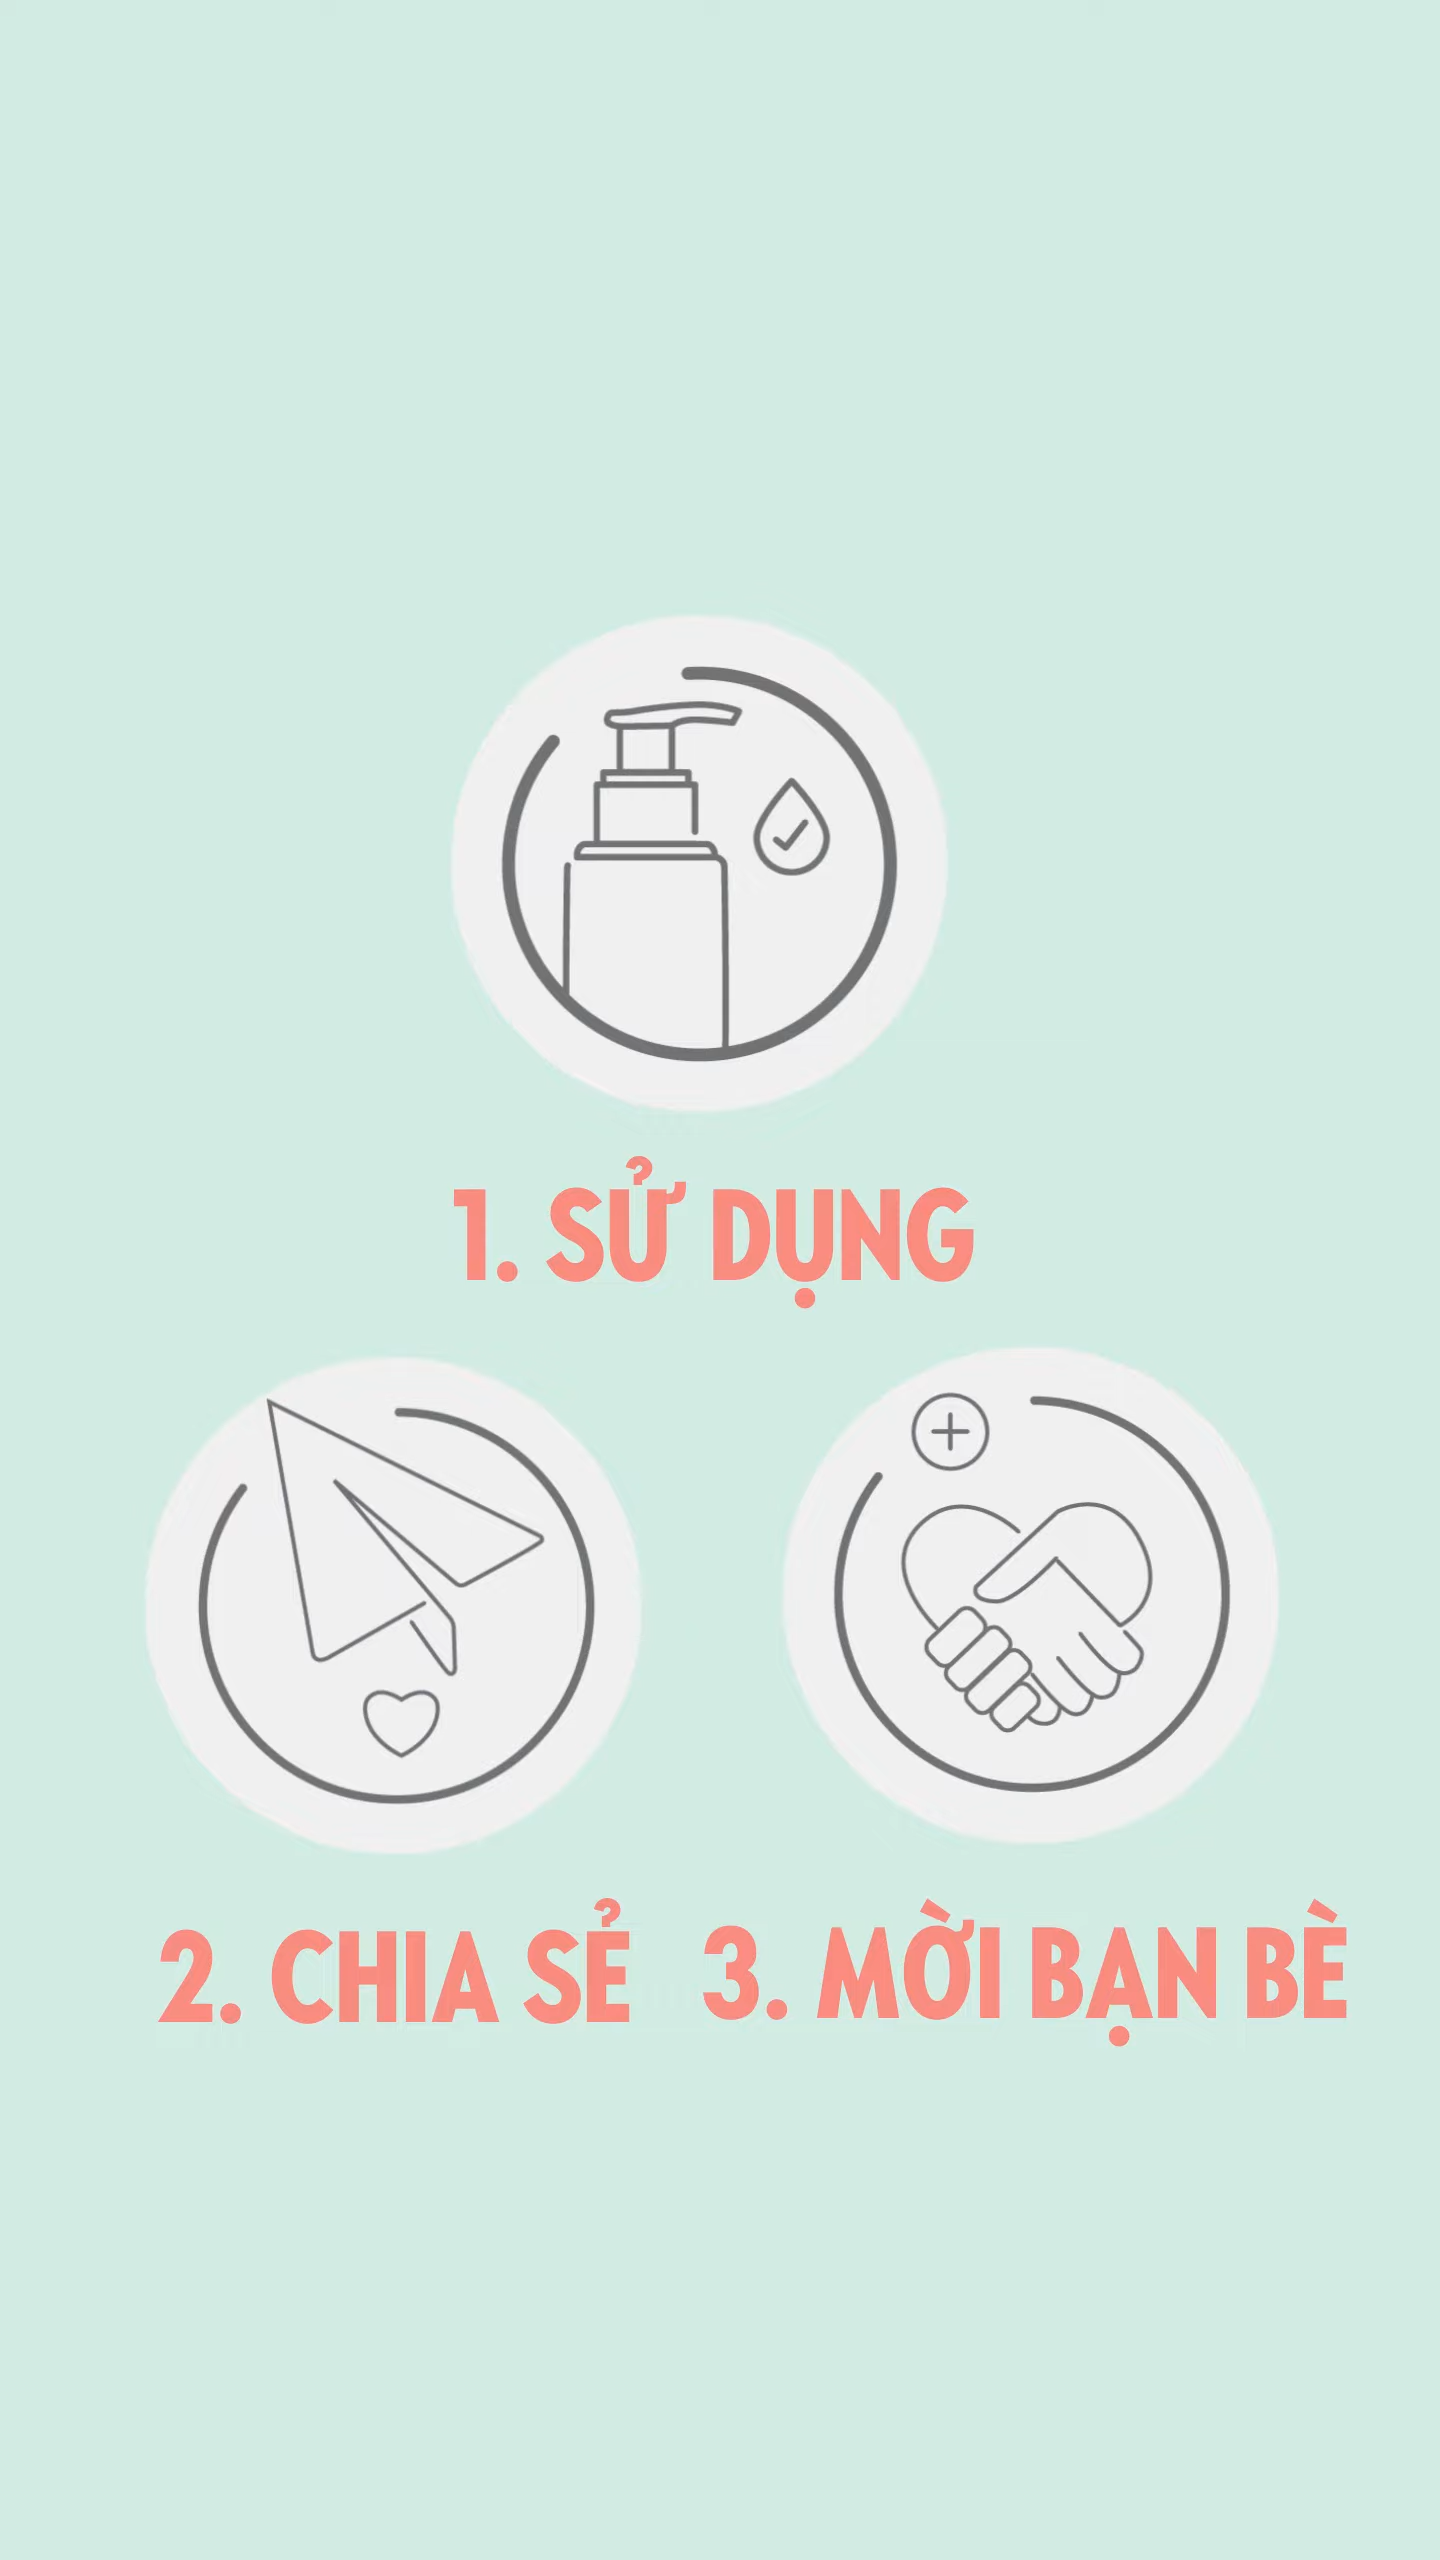 1. SỬ DỤNG
2. CHIA SẺ
3. MỜI BẠN BÈ